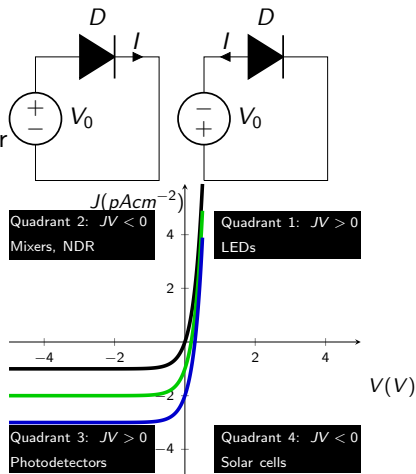 D
D
I
I
+
−
V₀
−
+
V₀
r
J(pAcm⁻²)
Quadrant 2: JV < 0
Mixers, NDR
Quadrant 1: JV > 0
LEDs
4
2
−4
−2
2
4
V(V)
−2
−4
Quadrant 3: JV > 0
Photodetectors
Quadrant 4: JV < 0
Solar cells